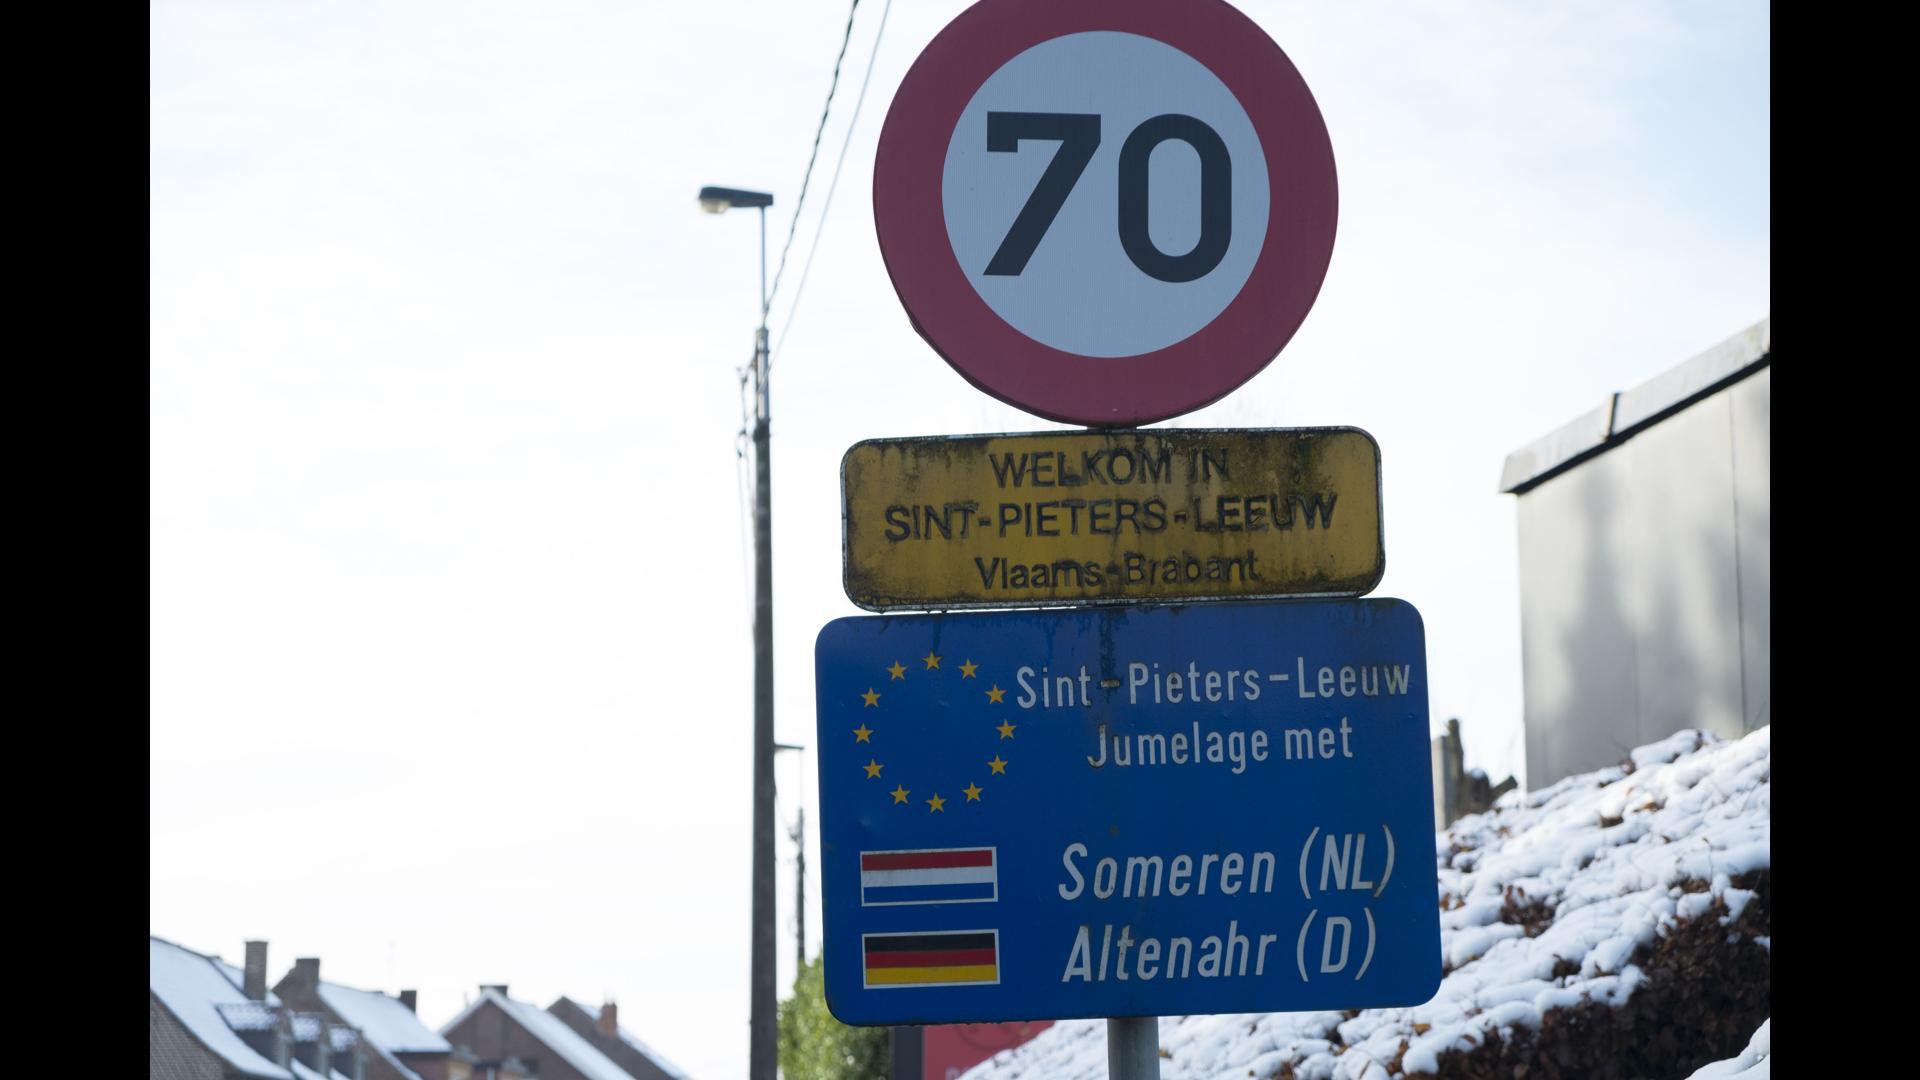 70
WELKOM IN
SINT-PIETERS-LEEUW
Vlaams-Brabant
Sint-Pieters-Leeuw
Jumelage met
Someren (NL)
Altenahr (D)